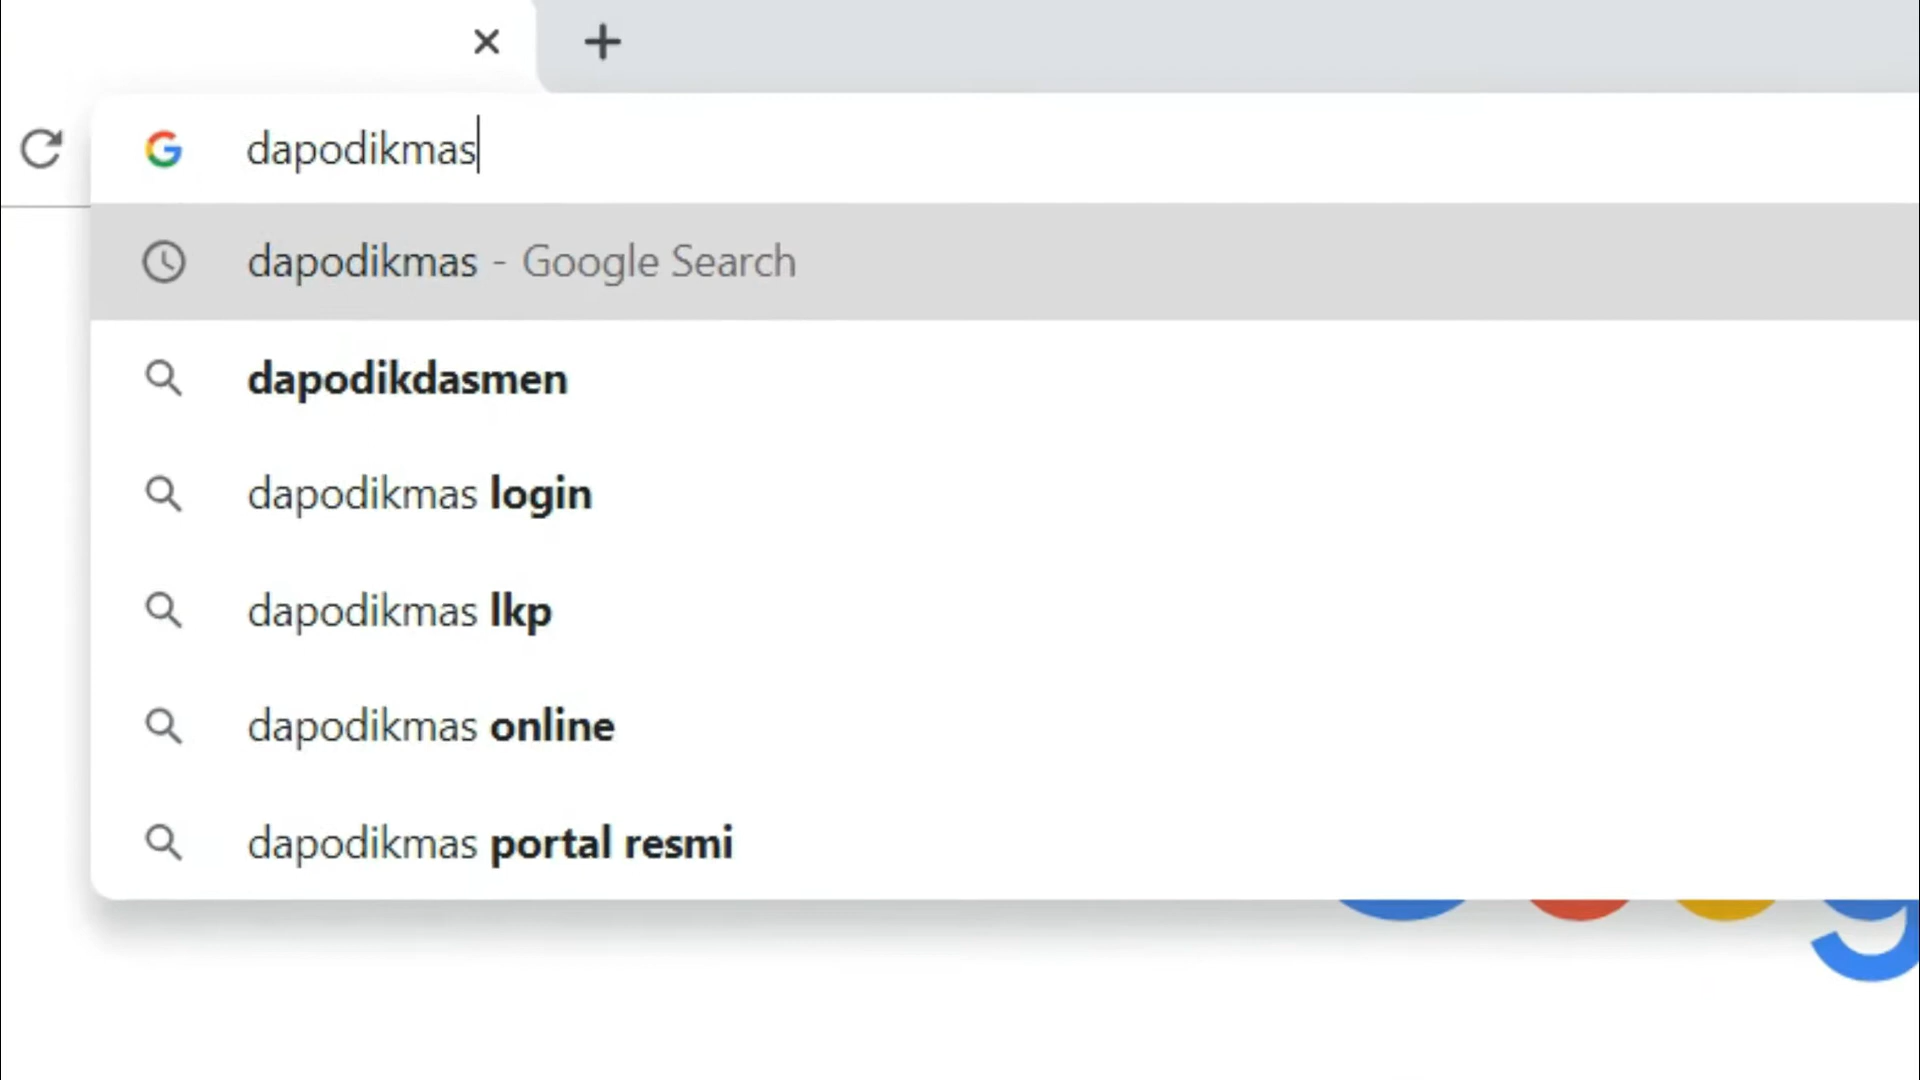 dapodikmas
dapodikmas - Google Search
dapodikdasmen
dapodikmas login
dapodikmas lkp
dapodikmas online
dapodikmas portal resmi